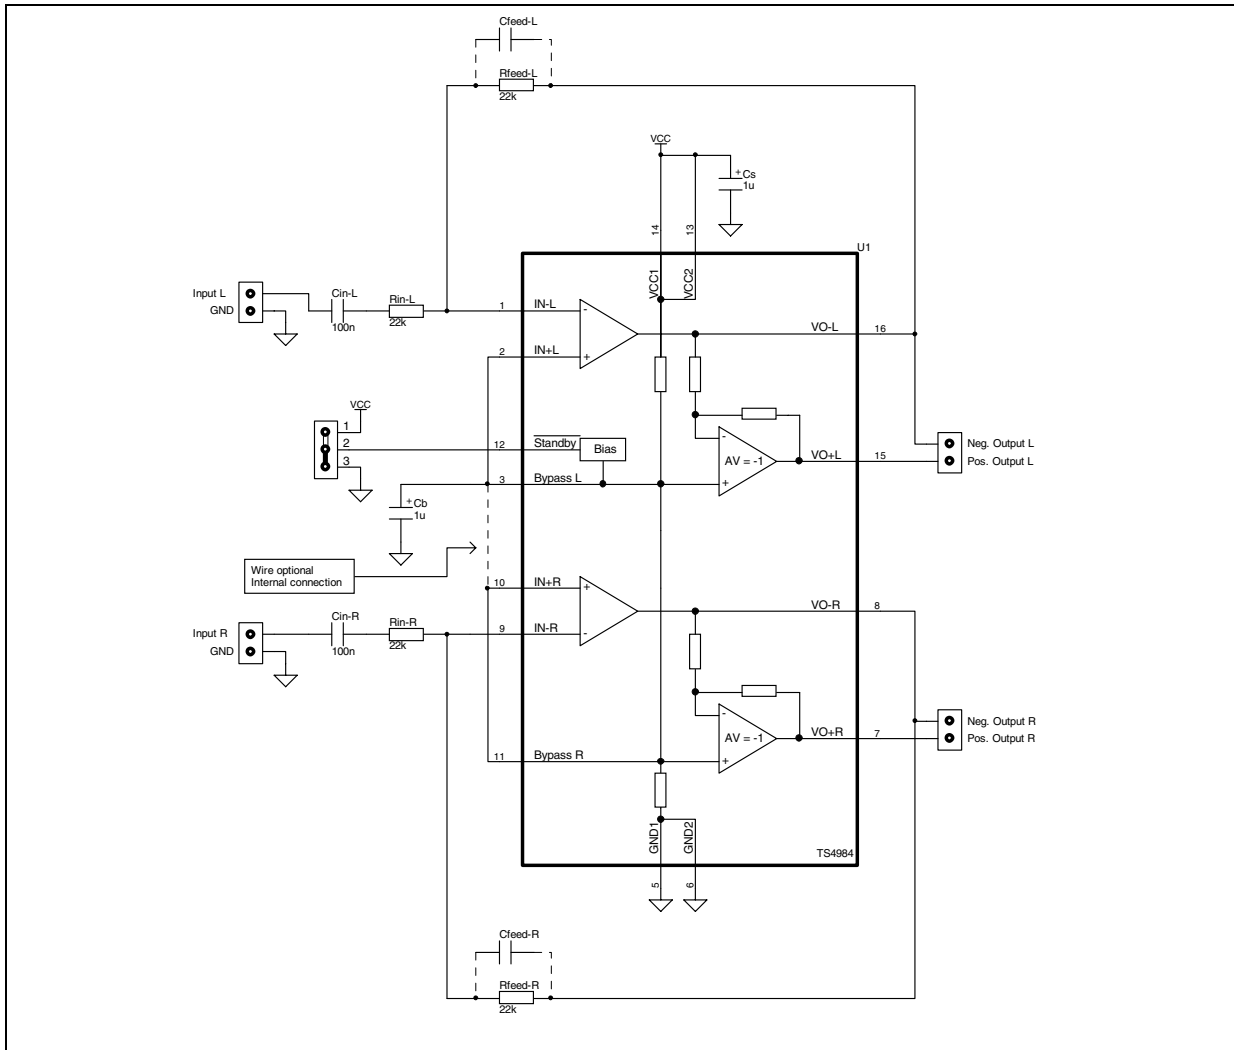 Cfeed-L
Rfeed-L
22k
VCC
+ Cs
1u
14
13
U1
VCC1
VCC2
Input L
GND
Cin-L
100n
Rin-L
22k
1
IN-L
-
VO-L
16
2
IN+L
+
VCC
1
2
3
12
Standby
Bias
-
AV = -1
+
VO+L
15
Neg. Output L
Pos. Output L
3
Bypass L
+ Cb
1u
Wire optional
Internal connection
10
IN+R
+
VO-R
8
Input R
GND
Cin-R
100n
Rin-R
22k
9
IN-R
-
-
AV = -1
+
VO+R
7
Neg. Output R
Pos. Output R
11
Bypass R
GND1
GND2
TS4984
5
6
Cfeed-R
Rfeed-R
22k